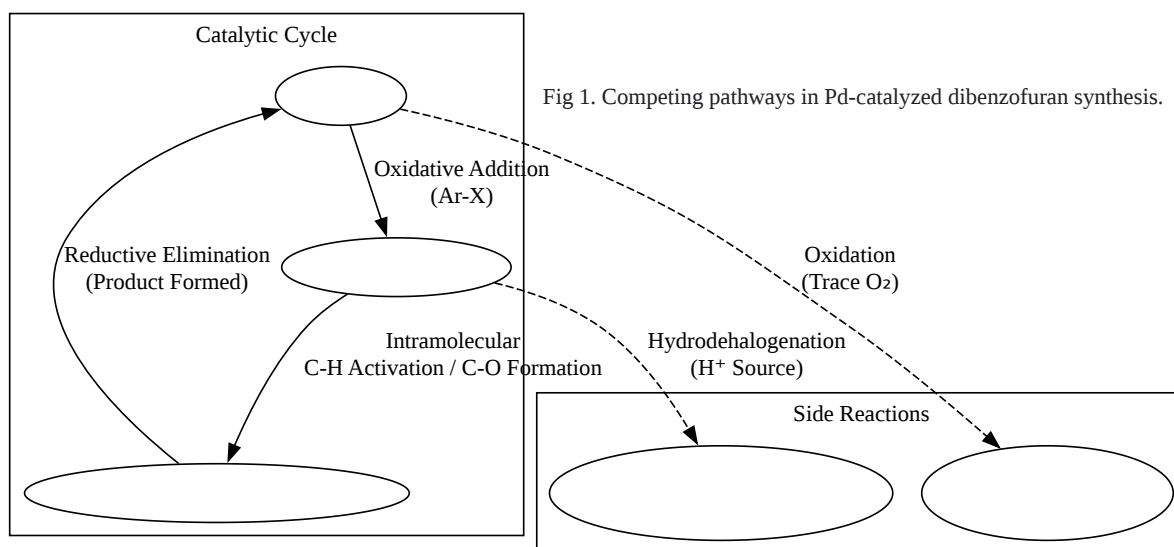 Catalytic Cycle
Fig 1. Competing pathways in Pd-catalyzed dibenzofuran synthesis.
Oxidative Addition
(Ar-X)
Reductive Elimination
(Product Formed)
Oxidation
(Trace O₂)
Intramolecular
C-H Activation / C-O Formation
Hydrodehalogenation
(H⁺ Source)
Side Reactions